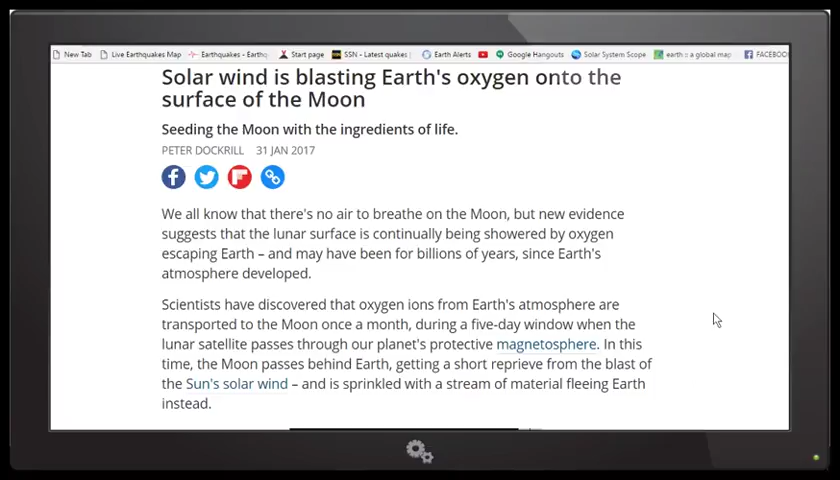 New Tab Live Earthquakes Map Earthquakes - Earthq Start page SSN - Latest quakes | Earth Alerts Google Hangouts Solar System Scope earth :: a global map FACEBOO
Solar wind is blasting Earth's oxygen onto the
surface of the Moon
Seeding the Moon with the ingredients of life.
PETER DOCKRILL 31 JAN 2017
We all know that there's no air to breathe on the Moon, but new evidence
suggests that the lunar surface is continually being showered by oxygen
escaping Earth – and may have been for billions of years, since Earth's
atmosphere developed.
Scientists have discovered that oxygen ions from Earth's atmosphere are
transported to the Moon once a month, during a five-day window when the
lunar satellite passes through our planet's protective magnetosphere. In this
time, the Moon passes behind Earth, getting a short reprieve from the blast of
the Sun's solar wind – and is sprinkled with a stream of material fleeing Earth
instead.